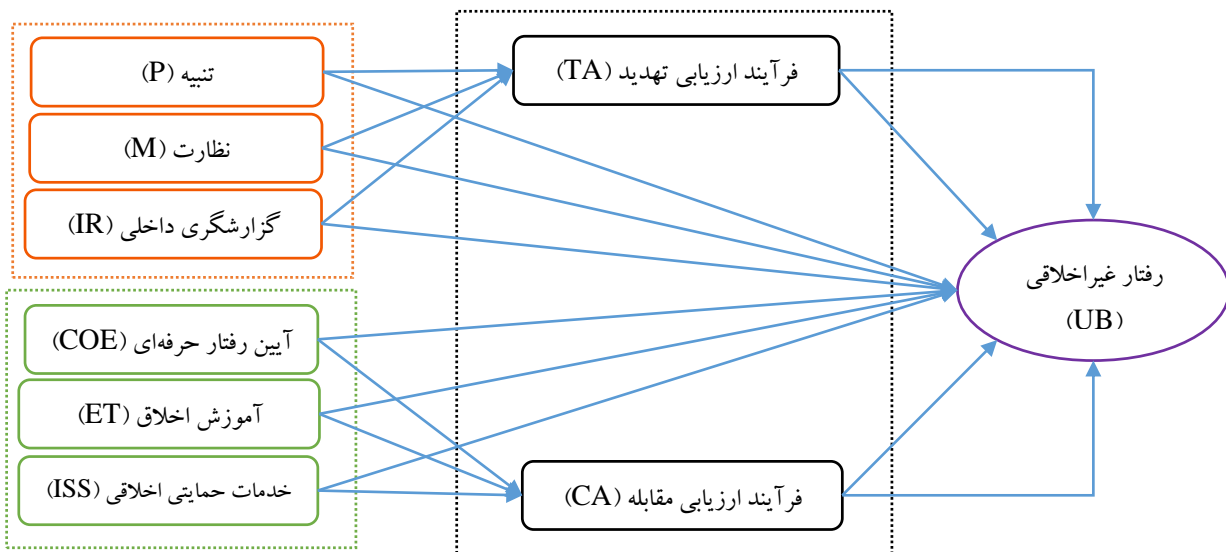 تنبیه (P)
نظارت (M)
گزارشگری داخلی (IR)
آیین رفتار حرفه‌ای (COE)
آموزش اخلاق (ET)
خدمات حمایتی اخلاقی (ISS)
فرآیند ارزیابی تهدید (TA)
فرآیند ارزیابی مقابله (CA)
رفتار غیراخلاقی
(UB)